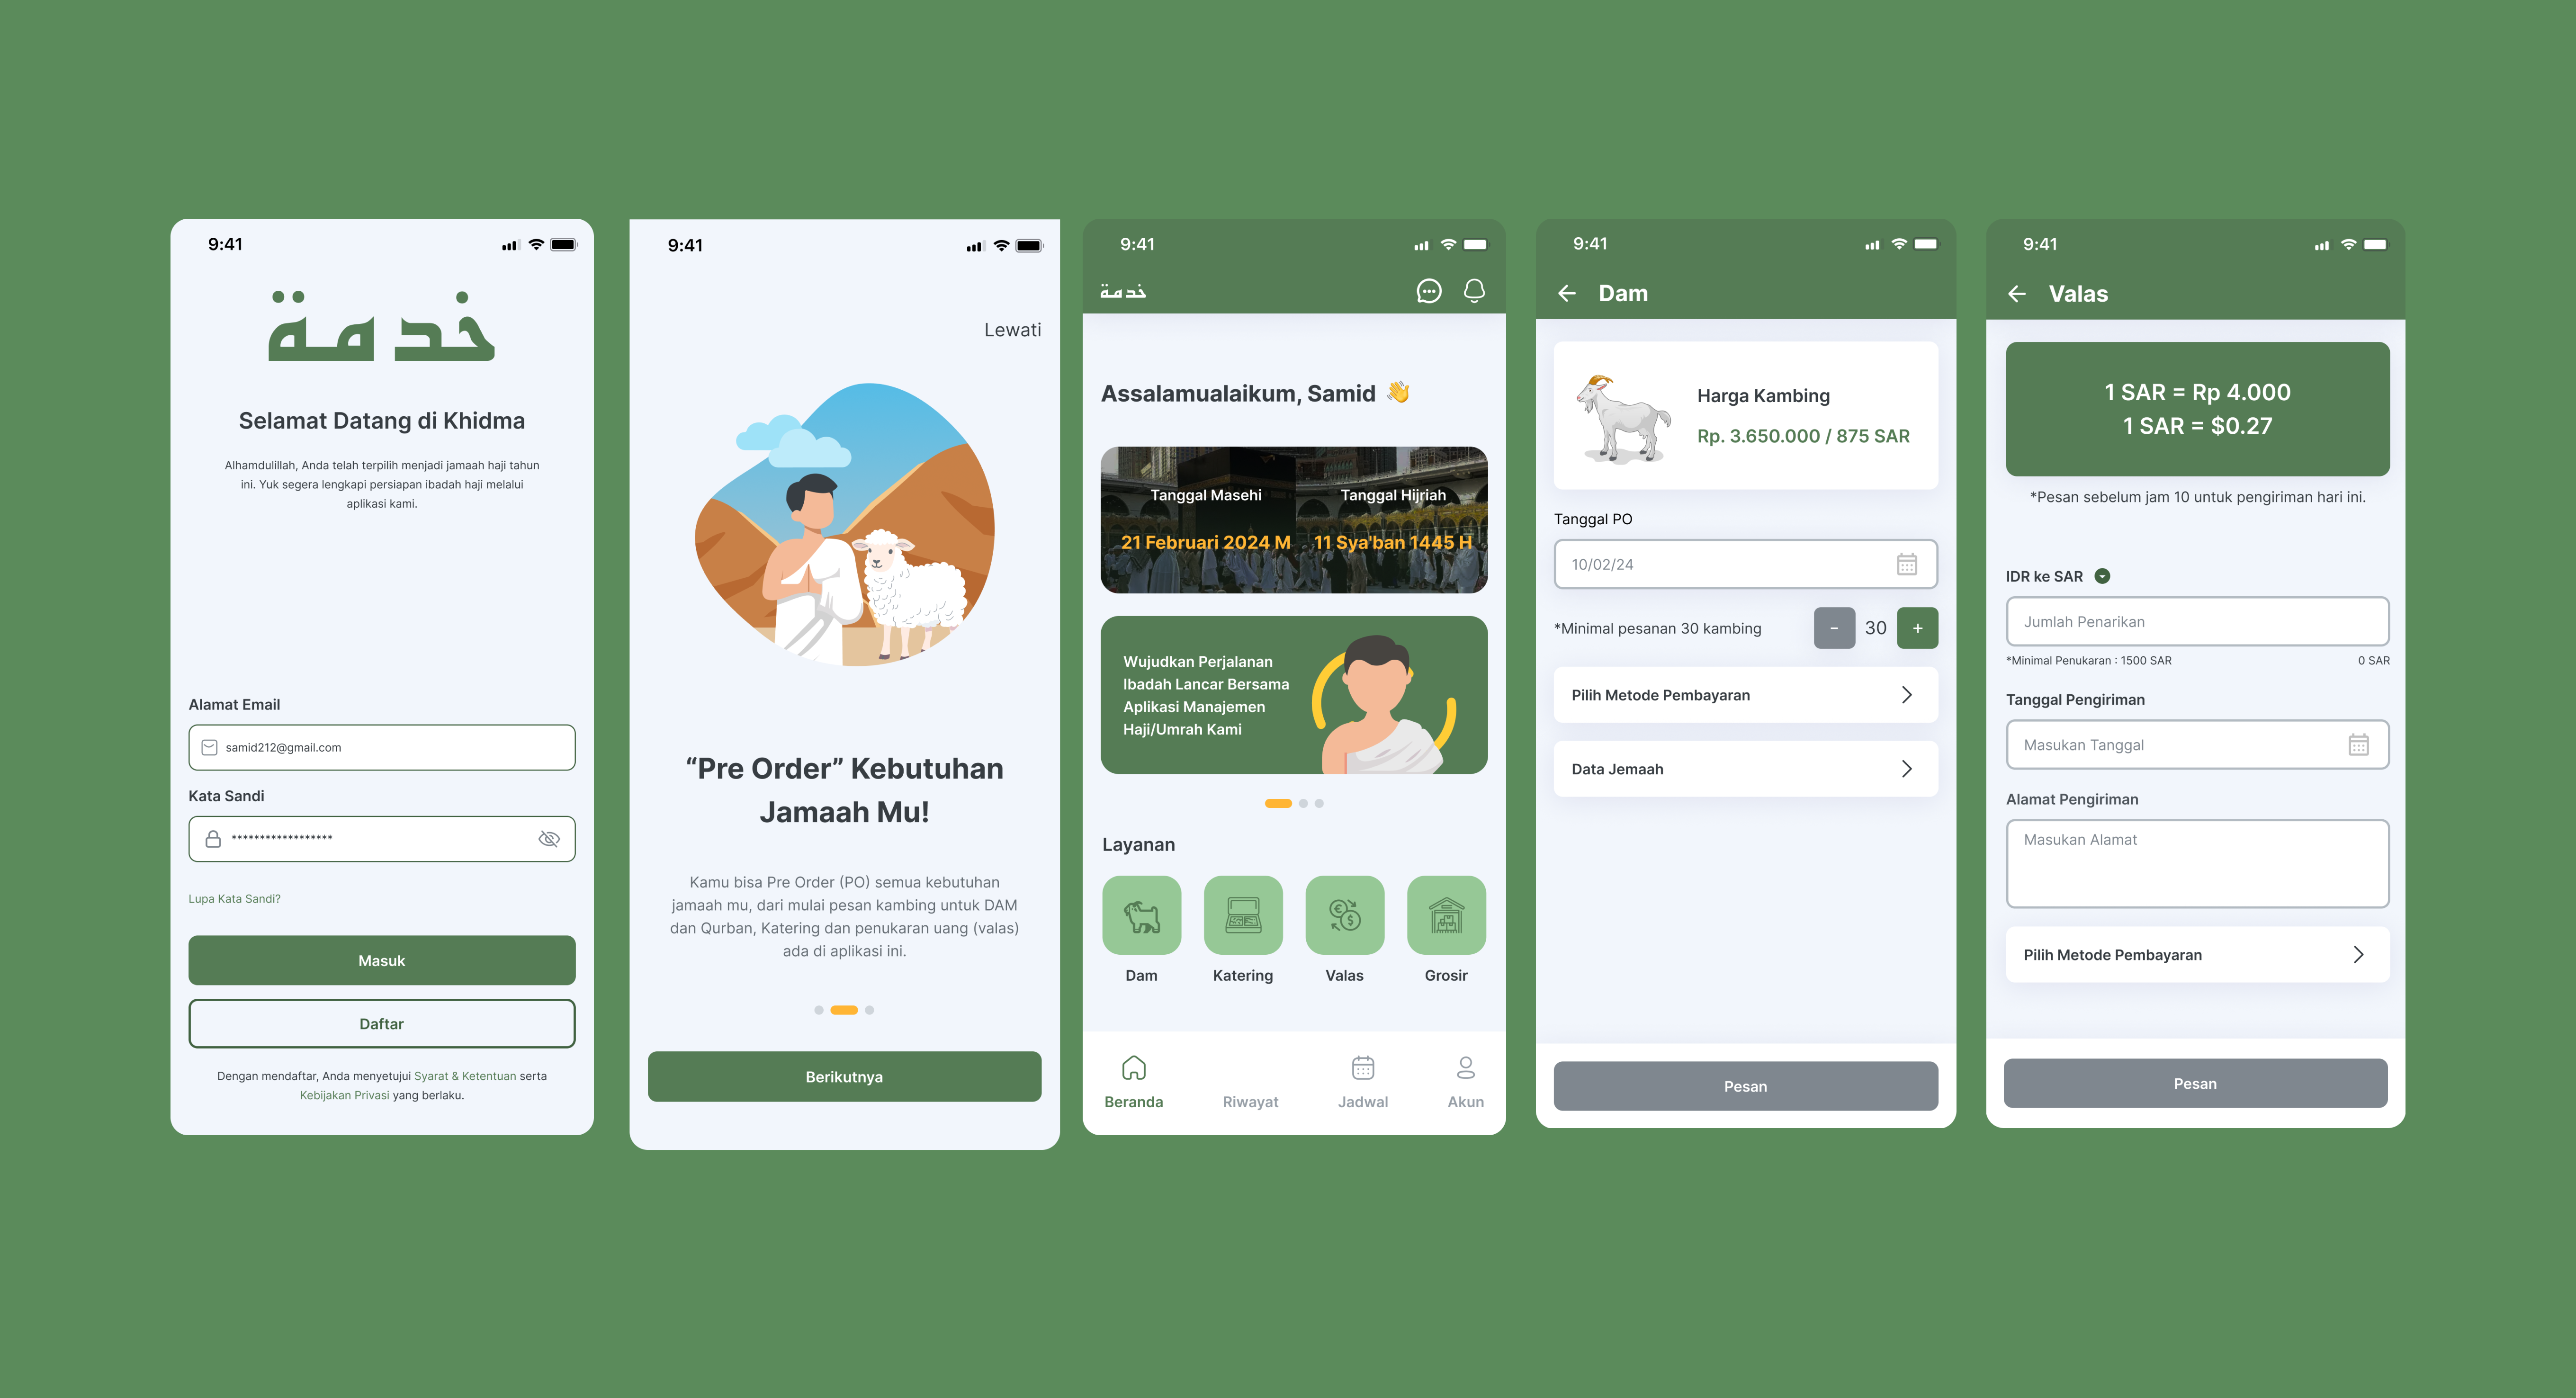 9:41
خدمة
Selamat Datang di Khidma
Alhamdulillah, Anda telah terpilih menjadi jamaah haji tahun
ini. Yuk segera lengkapi persiapan ibadah haji melalui
aplikasi kami.
Alamat Email
samid212@gmail.com
Kata Sandi
******************
Lupa Kata Sandi?
Masuk
Daftar
Dengan mendaftar, Anda menyetujui Syarat & Ketentuan serta
Kebijakan Privasi yang berlaku.
9:41
Lewati
“Pre Order” Kebutuhan
Jamaah Mu!
Kamu bisa Pre Order (PO) semua kebutuhan
jamaah mu, dari mulai pesan kambing untuk DAM
dan Qurban, Katering dan penukaran uang (valas)
ada di aplikasi ini.
Berikutnya
9:41
خدمة
Assalamualaikum, Samid 👋
Tanggal Masehi
Tanggal Hijriah
21 Februari 2024 M
11 Sya'ban 1445 H
Wujudkan Perjalanan
Ibadah Lancar Bersama
Aplikasi Manajemen
Haji/Umrah Kami
Layanan
Dam
Katering
Valas
Grosir
Beranda
Riwayat
Jadwal
Akun
9:41
Dam
Harga Kambing
Rp. 3.650.000 / 875 SAR
Tanggal PO
10/02/24
*Minimal pesanan 30 kambing
- 30 +
Pilih Metode Pembayaran
Data Jemaah
Pesan
9:41
Valas
1 SAR = Rp 4.000
1 SAR = $0.27
*Pesan sebelum jam 10 untuk pengiriman hari ini.
IDR ke SAR
Jumlah Penarikan
*Minimal Penukaran : 1500 SAR
0 SAR
Tanggal Pengiriman
Masukan Tanggal
Alamat Pengiriman
Masukan Alamat
Pilih Metode Pembayaran
Pesan